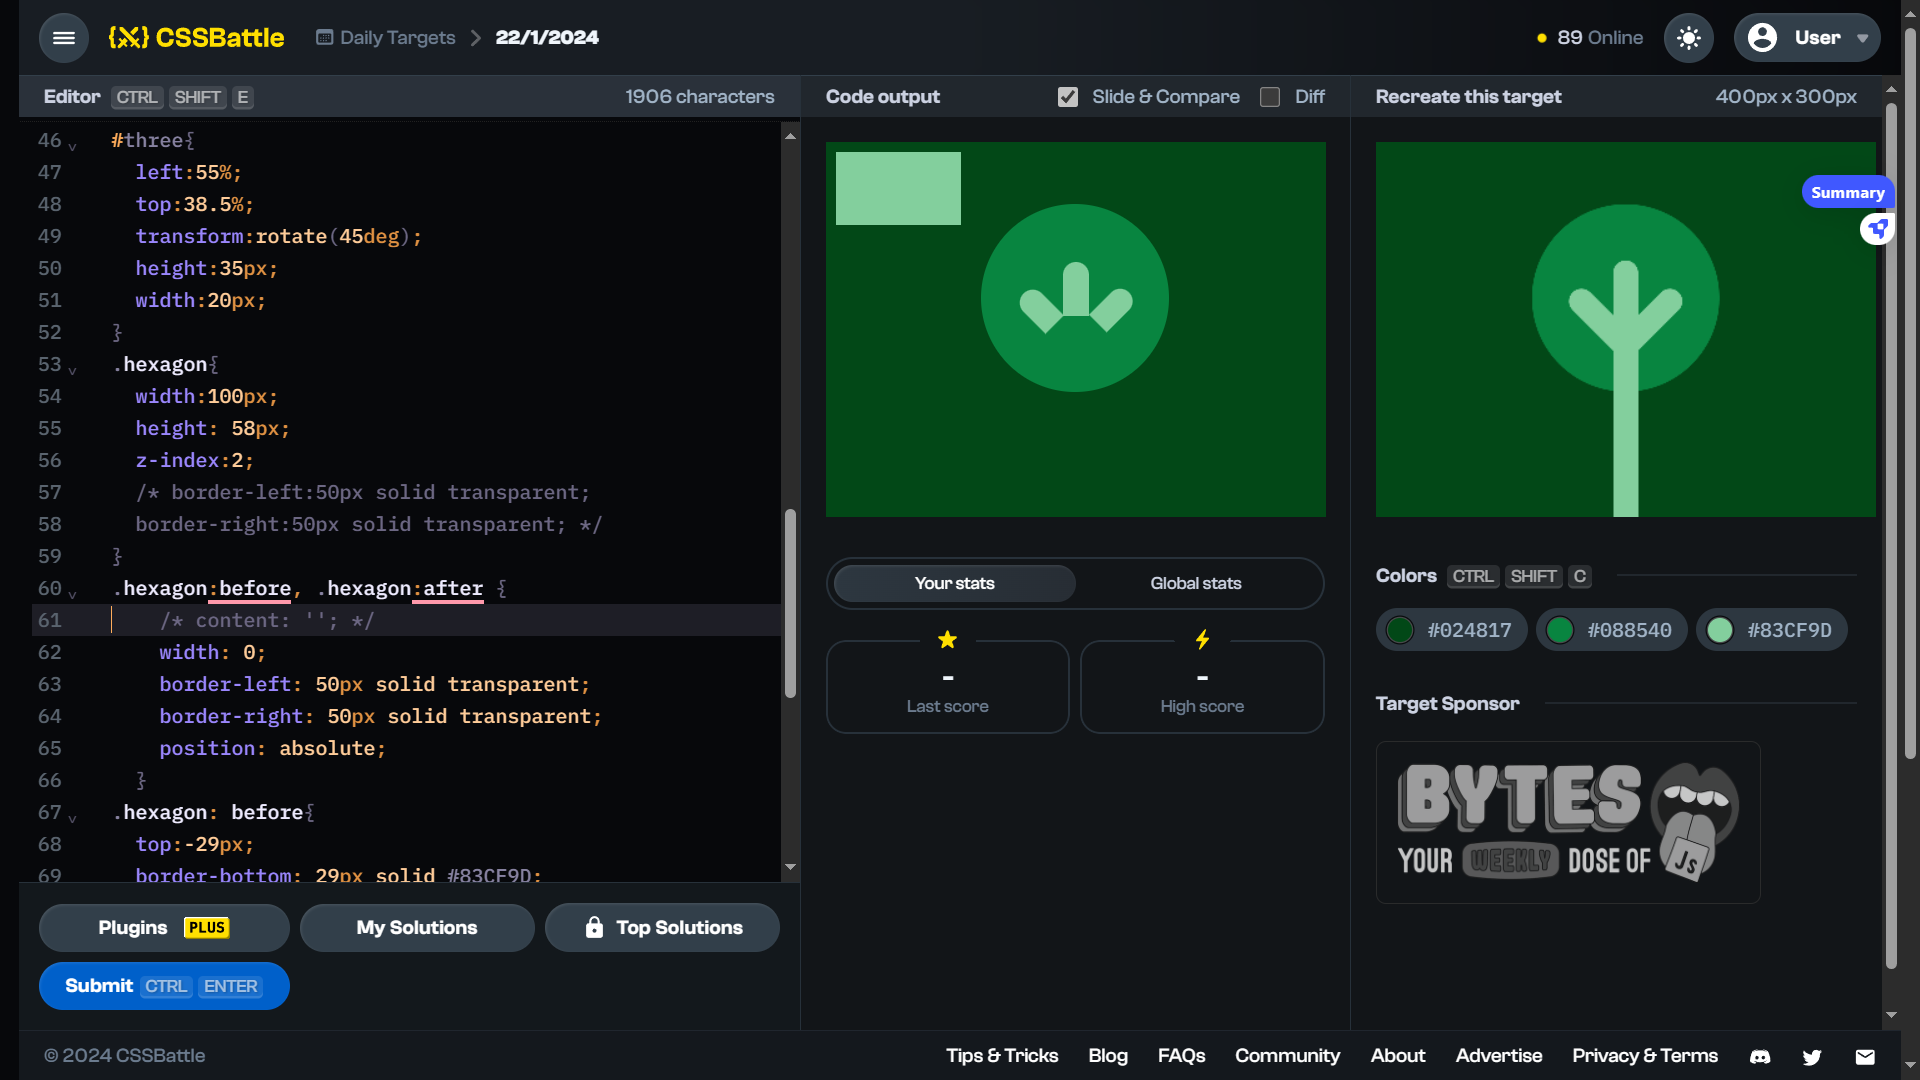 {X} CSSBattle
Daily Targets
22/1/2024
89 Online
User
Editor CTRL SHIFT E
1906 characters
46 #three{
47 left:55%;
48 top:38.5%;
49 transform:rotate(45deg);
50 height:35px;
51 width:20px;
52 }
53 .hexagon{
54 width:100px;
55 height: 58px;
56 z-index:2;
57 /* border-left:50px solid transparent;
58 border-right:50px solid transparent; */
59 }
60 .hexagon:before, .hexagon:after {
61 /* content: ''; */
62 width: 0;
63 border-left: 50px solid transparent;
64 border-right: 50px solid transparent;
65 position: absolute;
66 }
67 .hexagon: before{
68 top:-29px;
69 border-bottom: 29px solid #83CF9D;
Plugins PLUS
My Solutions
Top Solutions
Submit CTRL ENTER
Code output
Slide & Compare
Diff
Your stats
Global stats
-
Last score
-
High score
Recreate this target
400px x 300px
Summary
Colors CTRL SHIFT C
#024817
#088540
#83CF9D
Target Sponsor
BYTES
YOUR WEEKLY DOSE OF JS
© 2024 CSSBattle
Tips & Tricks
Blog
FAQs
Community
About
Advertise
Privacy & Terms